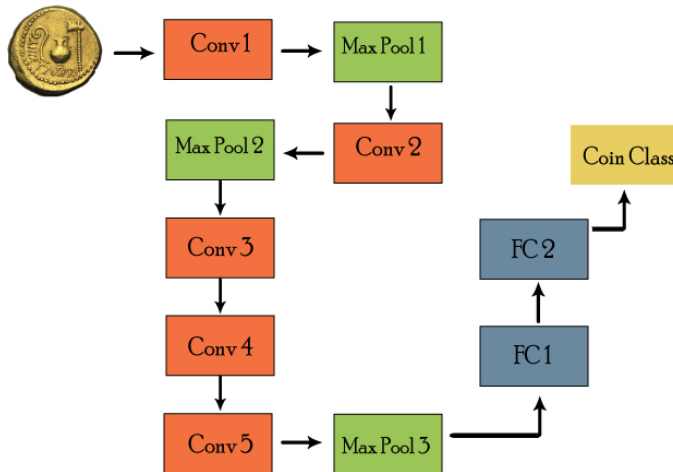 Conv 1
Max Pool 1
Conv 2
Max Pool 2
Conv 3
Conv 4
Conv 5
Max Pool 3
FC 1
FC 2
Coin Class